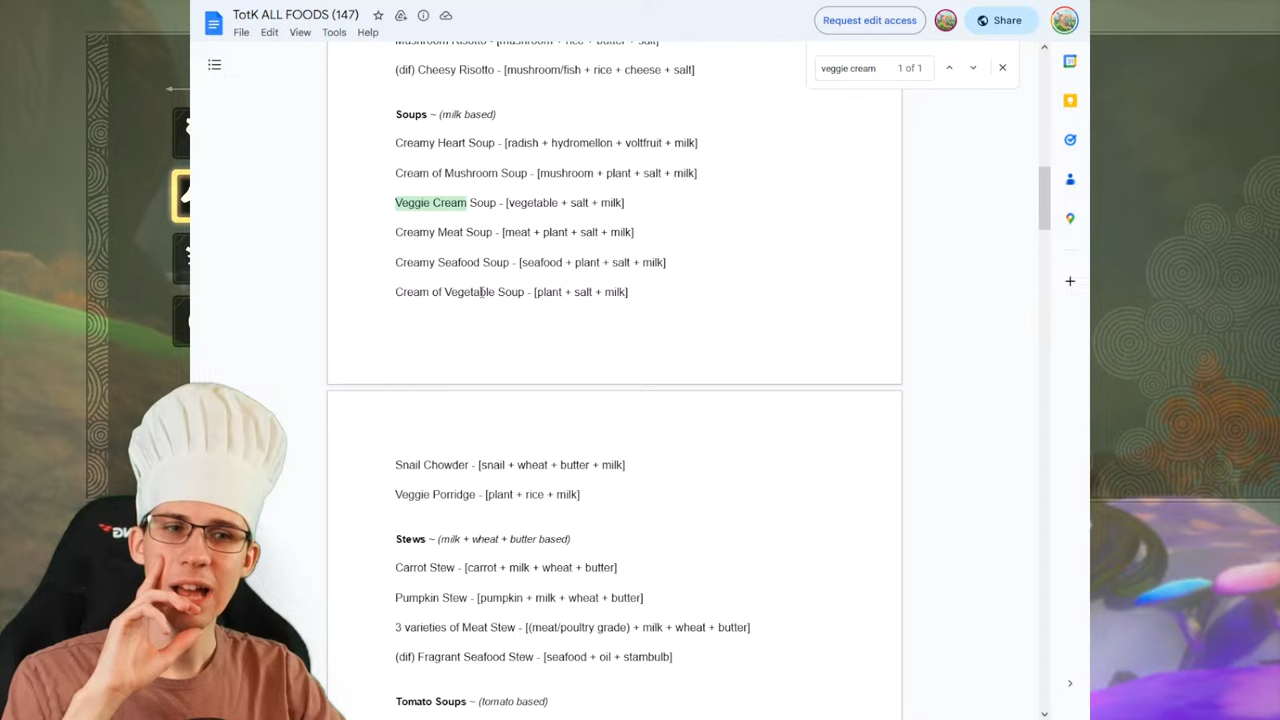 TotK ALL FOODS (147)
File Edit View Tools Help
Request edit access
Share
veggie cream 1 of 1
Mushroom Risotto - [mushroom + rice + butter + salt]
(dif) Cheesy Risotto - [mushroom/fish + rice + cheese + salt]
Soups ~ (milk based)
Creamy Heart Soup - [radish + hydromellon + voltfruit + milk]
Cream of Mushroom Soup - [mushroom + plant + salt + milk]
Veggie Cream Soup - [vegetable + salt + milk]
Creamy Meat Soup - [meat + plant + salt + milk]
Creamy Seafood Soup - [seafood + plant + salt + milk]
Cream of Vegetable Soup - [plant + salt + milk]
Snail Chowder - [snail + wheat + butter + milk]
Veggie Porridge - [plant + rice + milk]
Stews ~ (milk + wheat + butter based)
Carrot Stew - [carrot + milk + wheat + butter]
Pumpkin Stew - [pumpkin + milk + wheat + butter]
3 varieties of Meat Stew - [(meat/poultry grade) + milk + wheat + butter]
(dif) Fragrant Seafood Stew - [seafood + oil + stambulb]
Tomato Soups ~ (tomato based)